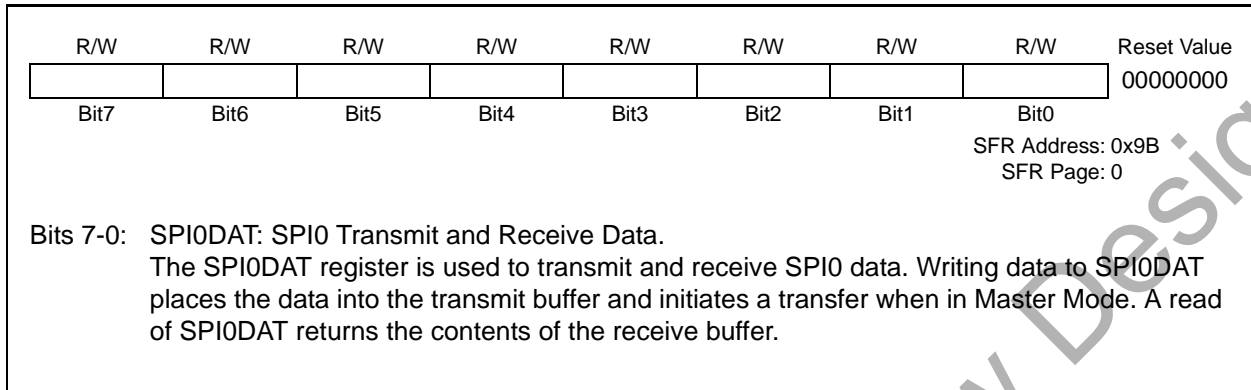 R/W R/W R/W R/W R/W R/W R/W R/W Reset Value
00000000
Bit7 Bit6 Bit5 Bit4 Bit3 Bit2 Bit1 Bit0
SFR Address: 0x9B
SFR Page: 0
Bits 7-0: SPI0DAT: SPI0 Transmit and Receive Data.
The SPI0DAT register is used to transmit and receive SPI0 data. Writing data to SPI0DAT
places the data into the transmit buffer and initiates a transfer when in Master Mode. A read
of SPI0DAT returns the contents of the receive buffer.